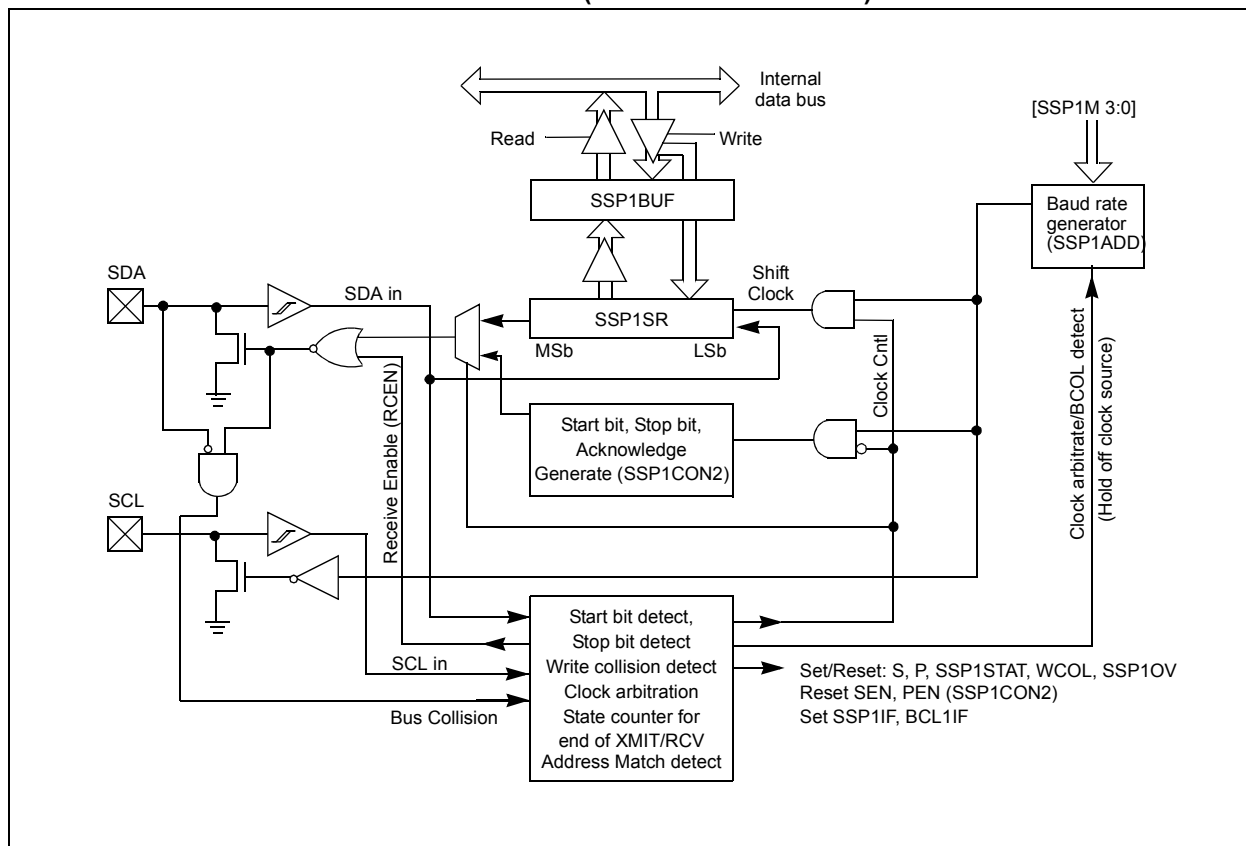 Internal
data bus
[SSP1M 3:0]
Read
Write
SSP1BUF
Baud rate
generator
(SSP1ADD)
SDA
SDA in
Shift
Clock
SSP1SR
MSb
LSb
Start bit, Stop bit,
Acknowledge
Generate (SSP1CON2)
Receive Enable (RCEN)
Clock Cntl
Clock arbitrate/BCOL detect
(Hold off clock source)
SCL
SCL in
Bus Collision
Start bit detect,
Stop bit detect
Write collision detect
Clock arbitration
State counter for
end of XMIT/RCV
Address Match detect
Set/Reset: S, P, SSP1STAT, WCOL, SSP1OV
Reset SEN, PEN (SSP1CON2)
Set SSP1IF, BCL1IF